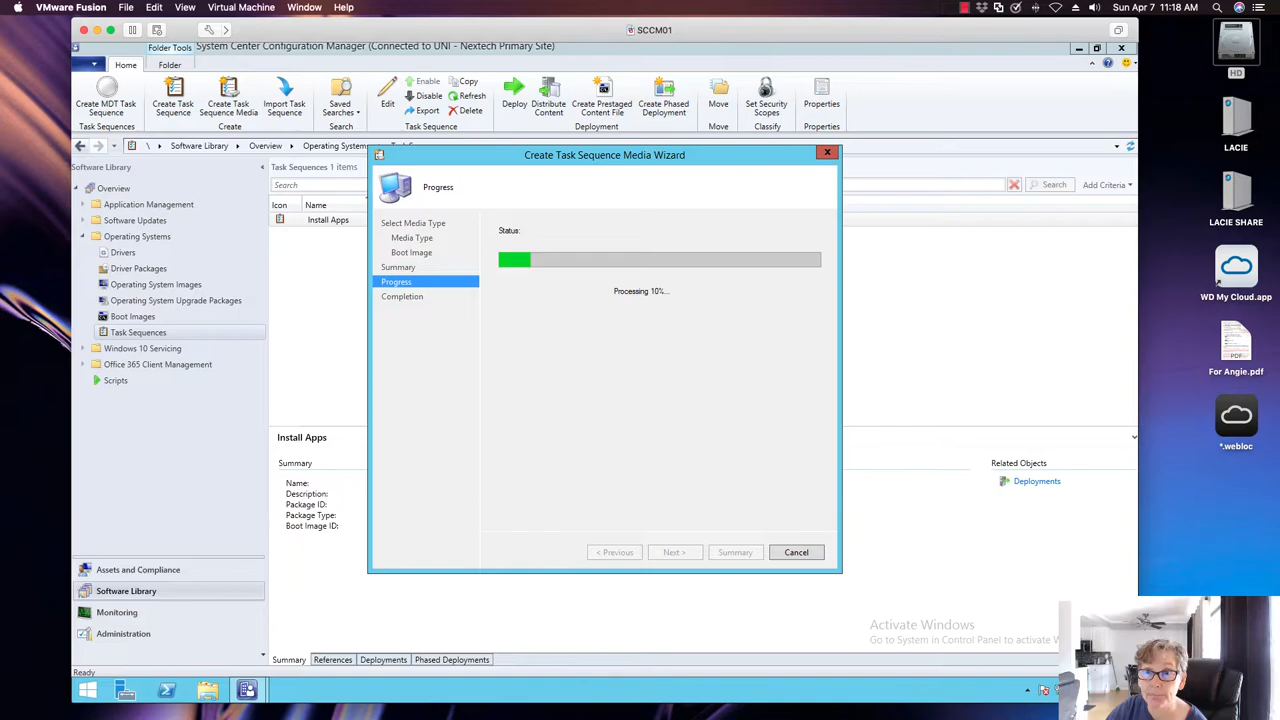 VMware Fusion File Edit View Virtual Machine Window Help Sun Apr 7 11:18 AM
SCCM01
Folder Tools System Center Configuration Manager (Connected to UNI - Nextech Primary Site)
Home Folder
Create MDT Task Sequence
Task Sequences
Create Task Sequence
Create Task Sequence Media
Import Task Sequence
Create
Saved Searches
Search
Edit
Enable
Disable
Export
Copy
Refresh
Delete
Task Sequence
Deploy
Distribute Content
Create Prestaged Content File
Create Phased Deployment
Deployment
Move
Move
Set Security Scopes
Classify
Properties
Properties
\ Software Library Overview Operating System
Software Library
Overview
Application Management
Software Updates
Operating Systems
Drivers
Driver Packages
Operating System Images
Operating System Upgrade Packages
Boot Images
Task Sequences
Windows 10 Servicing
Office 365 Client Management
Scripts
Assets and Compliance
Software Library
Monitoring
Administration
Ready
Task Sequences 1 items
Search
Search
Add Criteria
Icon Name
Install Apps
Create Task Sequence Media Wizard
Progress
Select Media Type
Media Type
Boot Image
Summary
Progress
Completion
Status:
Processing 10%...
< Previous
Next >
Summary
Cancel
Install Apps
Summary
Name:
Description:
Package ID:
Package Type:
Boot Image ID:
Related Objects
Deployments
Activate Windows
Go to System in Control Panel to activate W
Summary References Deployments Phased Deployments
HD
LACIE
LACIE SHARE
WD My Cloud.app
PDF
For Angie.pdf
*.webloc